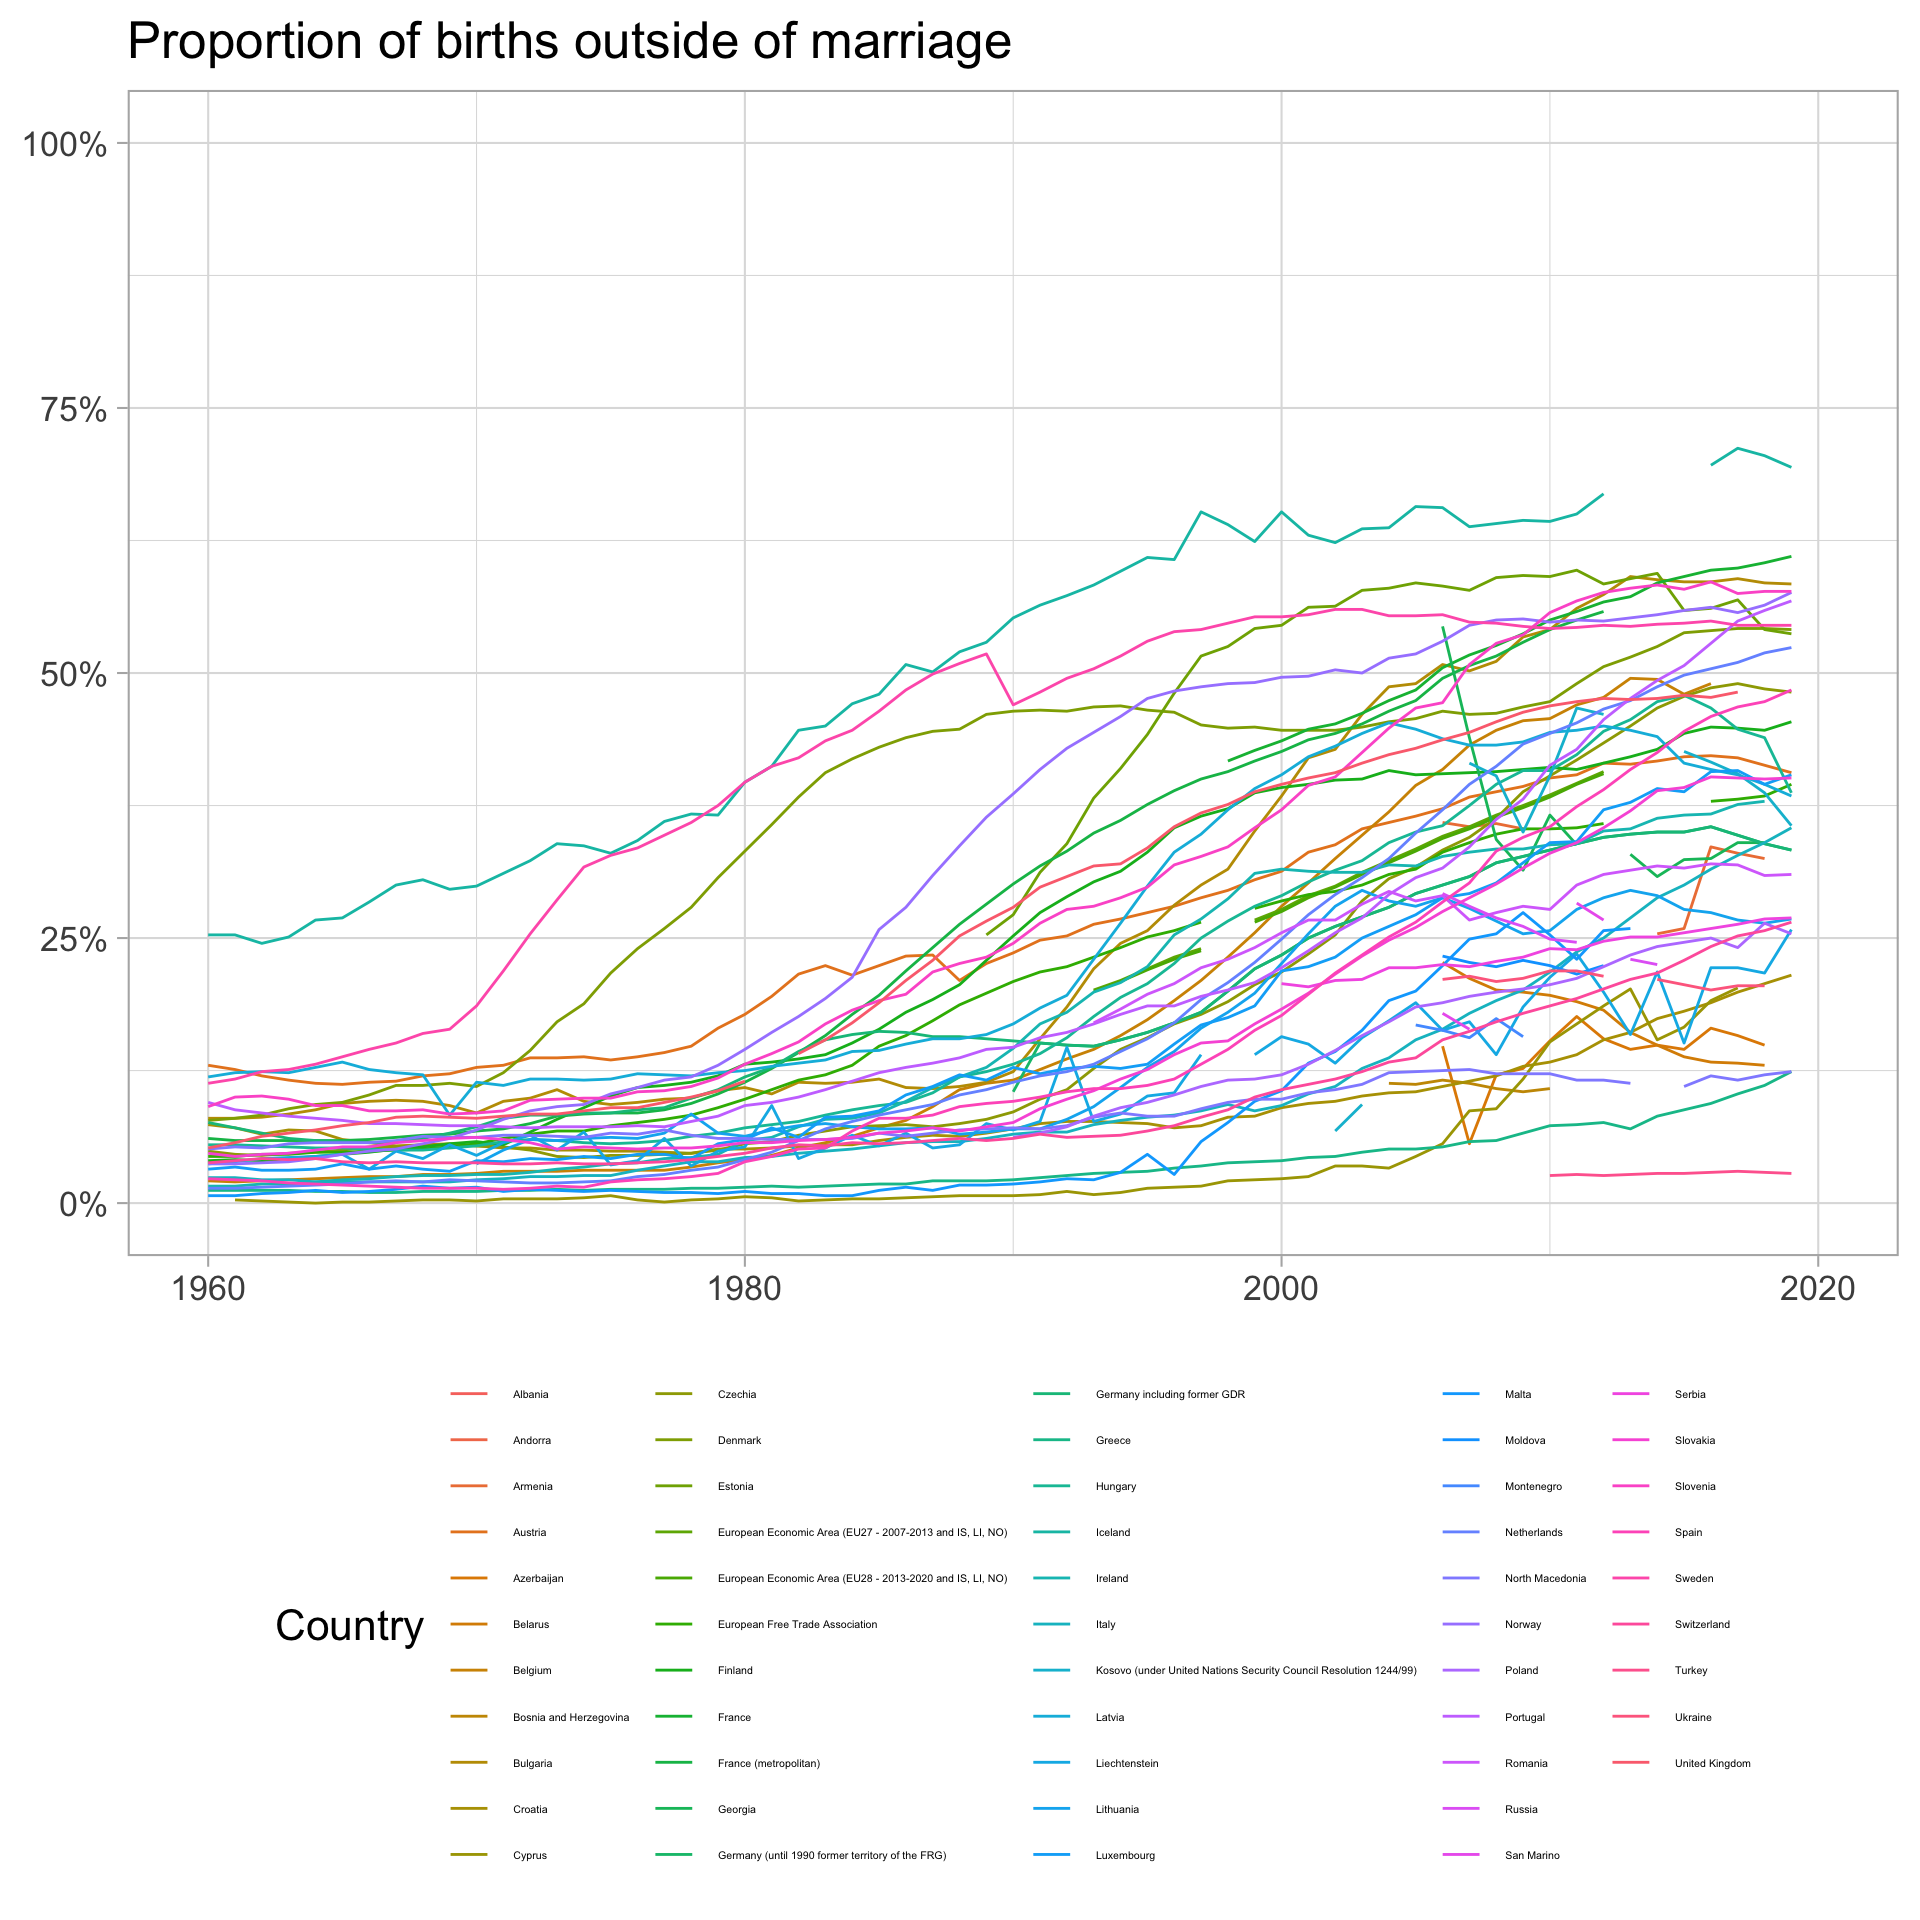 Proportion of births outside of marriage
100%
75%
50%
25%
0%
1960 1980 2000 2020
Country
Albania
Andorra
Armenia
Austria
Azerbaijan
Belarus
Belgium
Bosnia and Herzegovina
Bulgaria
Croatia
Cyprus
Czechia
Denmark
Estonia
European Economic Area (EU27 - 2007-2013 and IS, LI, NO)
European Economic Area (EU28 - 2013-2020 and IS, LI, NO)
European Free Trade Association
Finland
France
France (metropolitan)
Georgia
Germany (until 1990 former territory of the FRG)
Germany including former GDR
Greece
Hungary
Iceland
Ireland
Italy
Kosovo (under United Nations Security Council Resolution 1244/99)
Latvia
Liechtenstein
Lithuania
Luxembourg
Malta
Moldova
Montenegro
Netherlands
North Macedonia
Norway
Poland
Portugal
Romania
Russia
San Marino
Serbia
Slovakia
Slovenia
Spain
Sweden
Switzerland
Turkey
Ukraine
United Kingdom